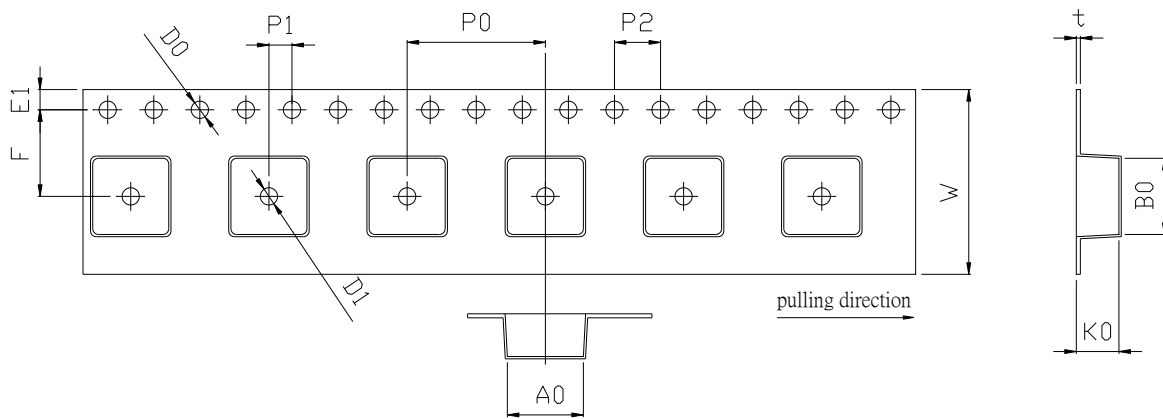 P1
P0
P2
t
D0
E1
F
W
B0
D1
pulling direction
K0
A0